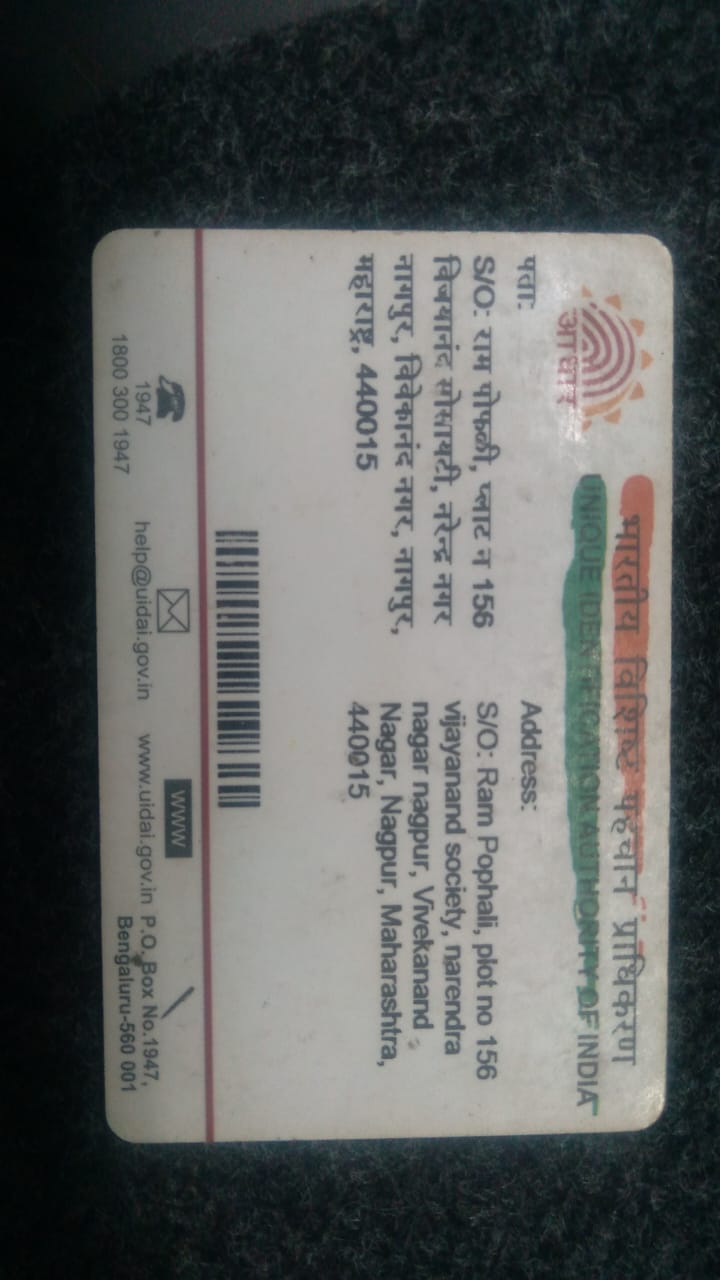 भारतीय विशिष्ट पहचान प्राधिकरण
UNIQUE IDENTIFICATION AUTHORITY OF INDIA
आधार
पता:
S/O: राम पोफळी, प्लाट न 156
विजयानंद सोसायटी, नरेन्द्र नगर
नागपुर, विवेकानंद नगर, नागपुर,
महाराष्ट्र, 440015
Address:
S/O: Ram Pophali, plot no 156
vijayanand society, narendra
nagar nagpur, Vivekanand
Nagar, Nagpur, Maharashtra,
440015
1947
1800 300 1947
help@uidai.gov.in
WWW
www.uidai.gov.in
P.O. Box No.1947,
Bengaluru-560 001